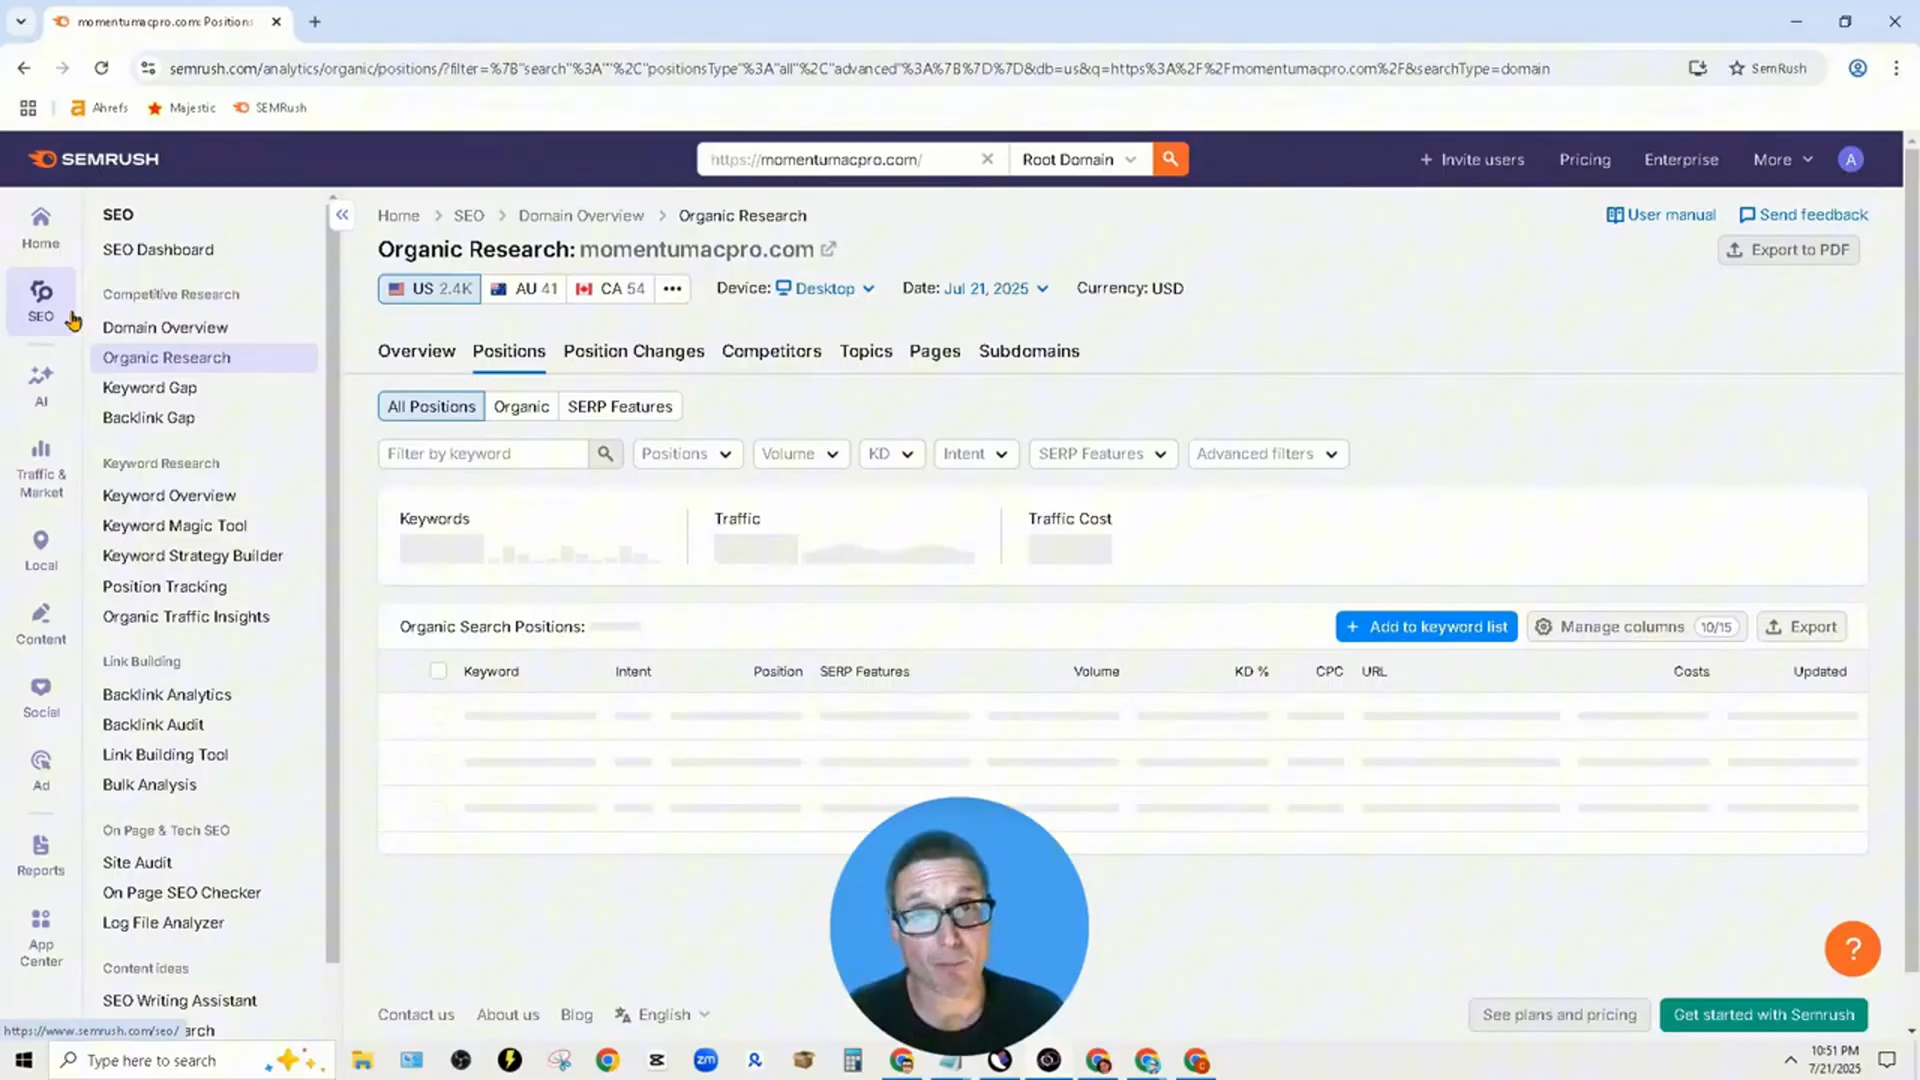 momentumacpro.com: Positions
semrush.com/analytics/organic/positions/?filter=%7B"search"%3A""%2C"positionsType"%3A"all"%2C"advanced"%3A%7B%7D%7D&db=us&q=https%3A%2F%2Fmomentumacpro.com%2F&searchType=domain
SemRush
Ahrefs Majestic SEMRush
SEMRUSH
https://momentumacpro.com/
Root Domain
+ Invite users
Pricing
Enterprise
More
A
Home
SEO
AI
Traffic &
Market
Local
Content
Social
Ad
Reports
App
Center
SEO
SEO Dashboard
Competitive Research
Domain Overview
Organic Research
Keyword Gap
Backlink Gap
Keyword Research
Keyword Overview
Keyword Magic Tool
Keyword Strategy Builder
Position Tracking
Organic Traffic Insights
Link Building
Backlink Analytics
Backlink Audit
Link Building Tool
Bulk Analysis
On Page & Tech SEO
Site Audit
On Page SEO Checker
Log File Analyzer
Content ideas
SEO Writing Assistant
https://www.semrush.com/seo/
Home > SEO > Domain Overview > Organic Research
User manual
Send feedback
Organic Research: momentumacpro.com
Export to PDF
US 2.4K AU 41 CA 54 •••
Device: Desktop
Date: Jul 21, 2025
Currency: USD
Overview Positions Position Changes Competitors Topics Pages Subdomains
All Positions Organic SERP Features
Filter by keyword
Positions
Volume
KD
Intent
SERP Features
Advanced filters
Keywords
Traffic
Traffic Cost
Organic Search Positions:
+ Add to keyword list
Manage columns 10/15
Export
Keyword Intent Position SERP Features Volume KD % CPC URL Costs Updated
?
Contact us About us Blog English
See plans and pricing
Get started with Semrush
Type here to search
zm
10:51 PM
7/21/2025